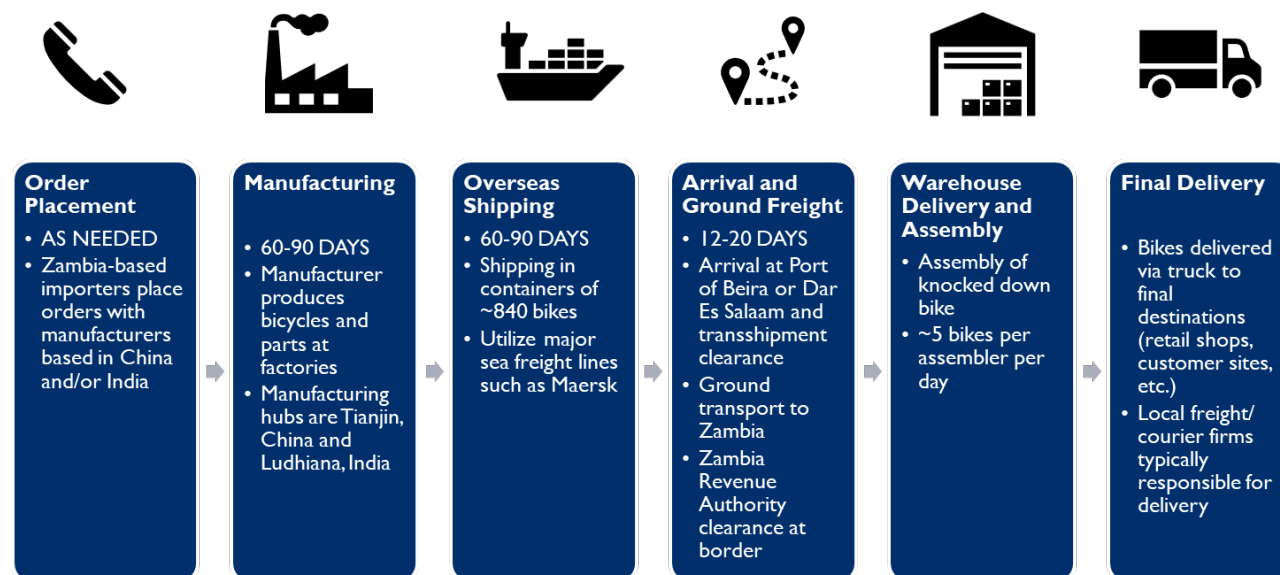 Order
Placement
• AS NEEDED
• Zambia-based
importers place
orders with
manufacturers
based in China
and/or India
Manufacturing
• 60-90 DAYS
• Manufacturer
produces
bicycles and
parts at
factories
• Manufacturing
hubs are Tianjin,
China and
Ludhiana, India
Overseas
Shipping
• 60-90 DAYS
• Shipping in
containers of
~840 bikes
• Utilize major
sea freight lines
such as Maersk
Arrival and
Ground Freight
• 12-20 DAYS
• Arrival at Port
of Beira or Dar
Es Salaam and
transshipment
clearance
• Ground
transport to
Zambia
• Zambia
Revenue
Authority
clearance at
border
Warehouse
Delivery and
Assembly
• Assembly of
knocked down
bike
• ~5 bikes per
assembler per
day
Final Delivery
• Bikes delivered
via truck to
final
destinations
(retail shops,
customer sites,
etc.)
• Local freight/
courier firms
typically
responsible for
delivery